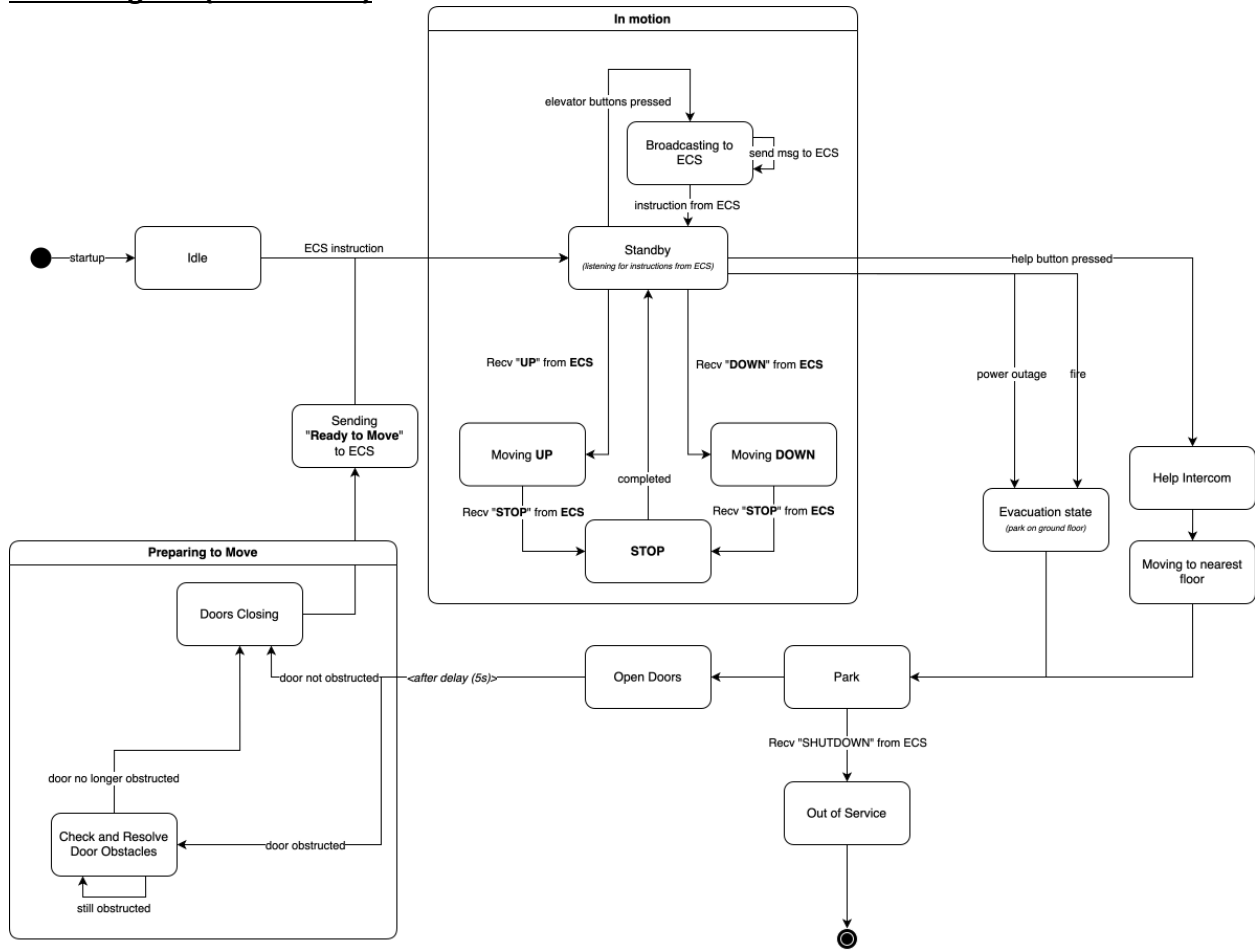 In motion
elevator buttons pressed
Broadcasting to
ECS
send msg to ECS
instruction from ECS
startup
Idle
ECS instruction
Standby
(listening for instructions from ECS)
help button pressed
Recv "UP" from ECS
Recv "DOWN" from ECS
power outage
fire
Sending
"Ready to Move"
to ECS
Moving UP
Moving DOWN
completed
Help Intercom
Recv "STOP" from ECS
Recv "STOP" from ECS
Evacuation state
(park on ground floor)
STOP
Moving to nearest
floor
Preparing to Move
Doors Closing
door not obstructed
<after delay (5s)>
Open Doors
Park
Recv "SHUTDOWN" from ECS
door no longer obstructed
Out of Service
Check and Resolve
Door Obstacles
door obstructed
still obstructed